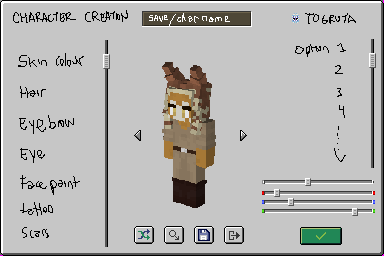 CHARACTER CREATION
SAVE/char name
TOGRUTA
Skin colour
Hair
Eyebrow
Eye
Face paint
tattoo
Scars
Option 1
2
3
4